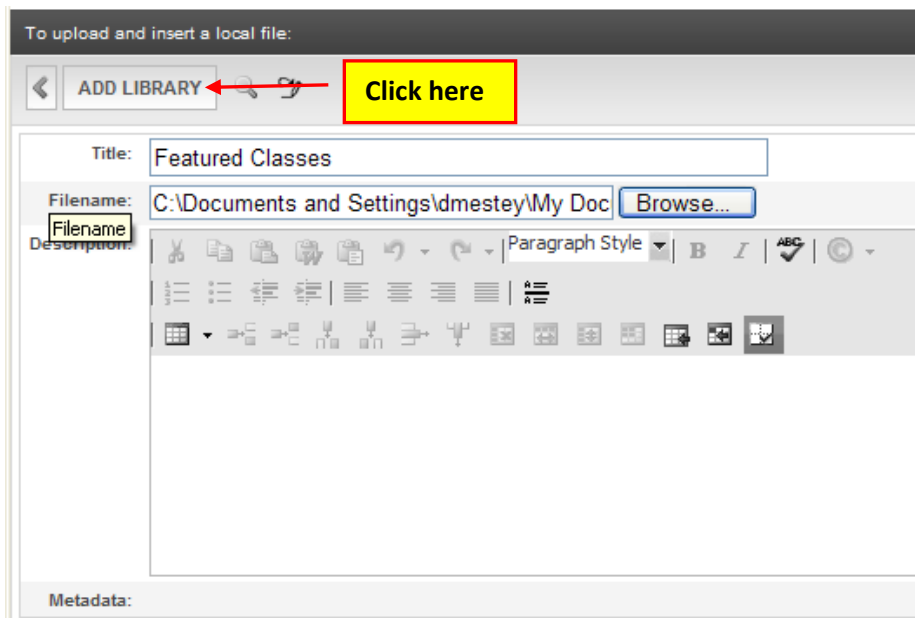 To upload and insert a local file:
ADD LIBRARY
Click here
Title: Featured Classes
Filename: C:\Documents and Settings\dmestey\My Doc Browse...
Filename
Description:
Paragraph Style B I ABC ©
Metadata: